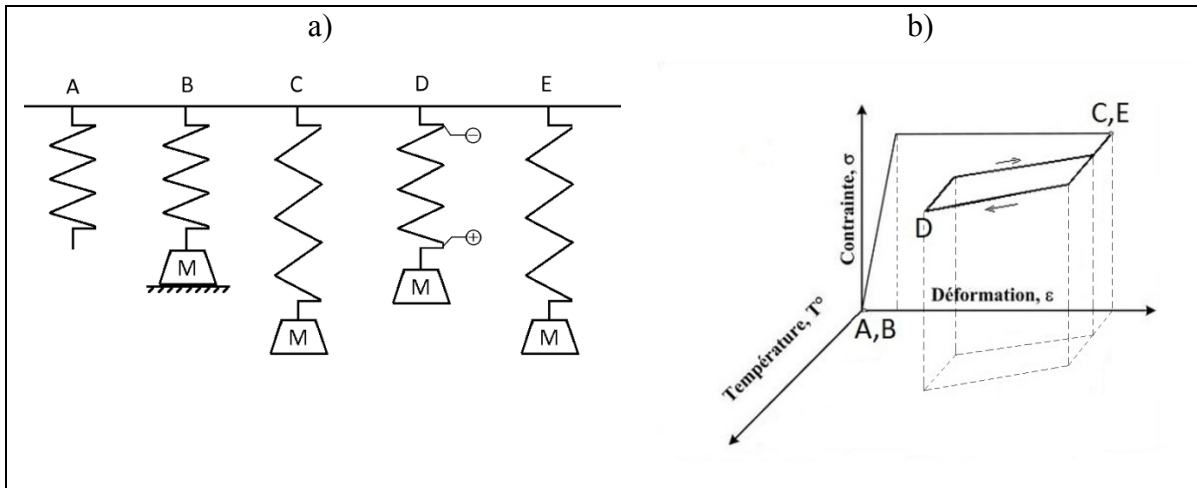 a)
A B C D E
M
M
M
M
−
+
b)
Contrainte, σ
C,E
D
Déformation, ε
A,B
Température, T°